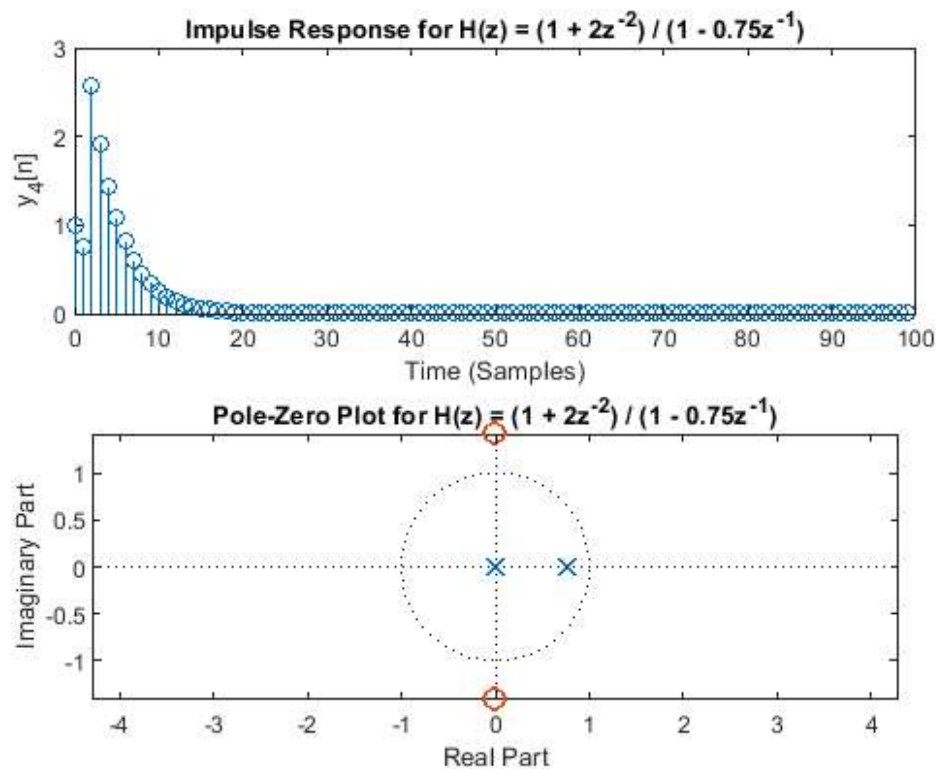 Impulse Response for H(z) = (1 + 2z^-2) / (1 - 0.75z^-1)
3
2
1
0
y_4[n]
0 10 20 30 40 50 60 70 80 90 100
Time (Samples)
Pole-Zero Plot for H(z) = (1 + 2z^-2) / (1 - 0.75z^-1)
1
0.5
0
-0.5
-1
Imaginary Part
-4 -3 -2 -1 0 1 2 3 4
Real Part